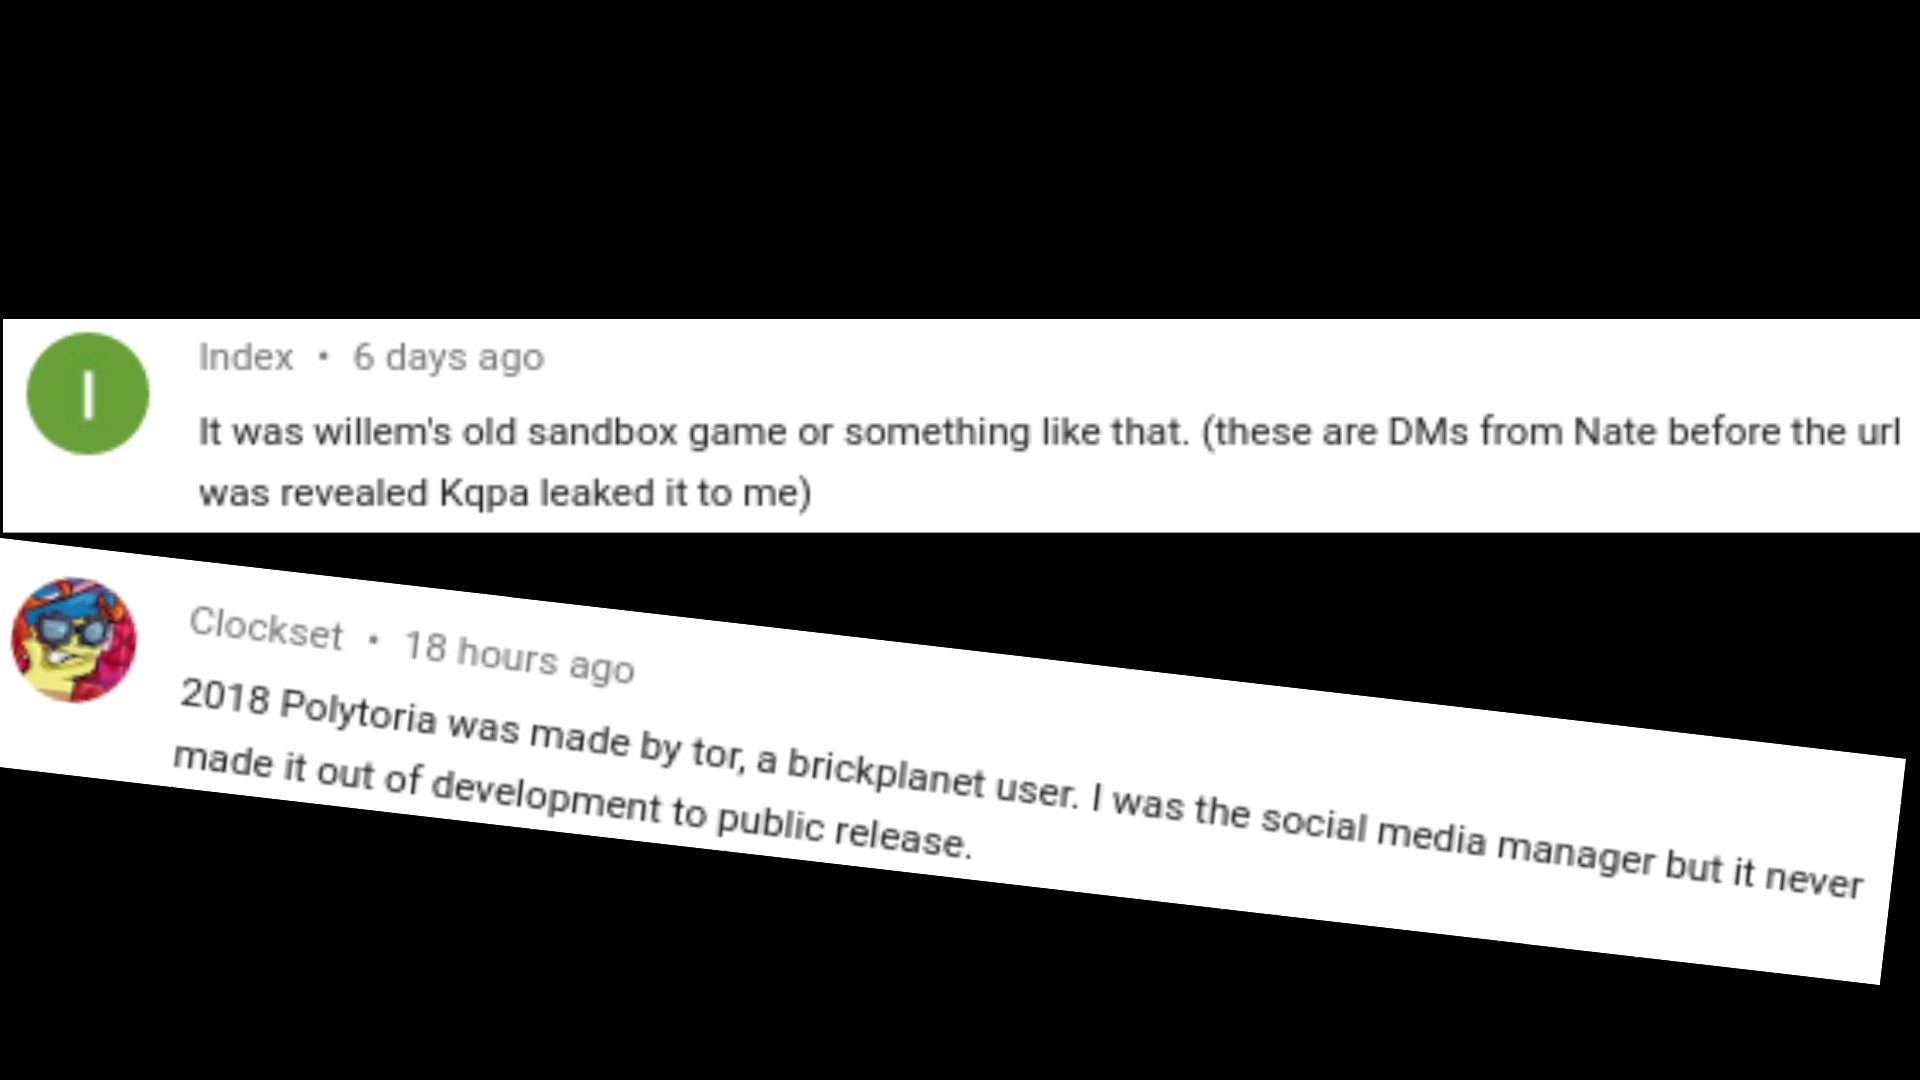 I
Index • 6 days ago
It was willem's old sandbox game or something like that. (these are DMs from Nate before the url
was revealed Kqpa leaked it to me)
Clockset • 18 hours ago
2018 Polytoria was made by tor, a brickplanet user. I was the social media manager but it never
made it out of development to public release.